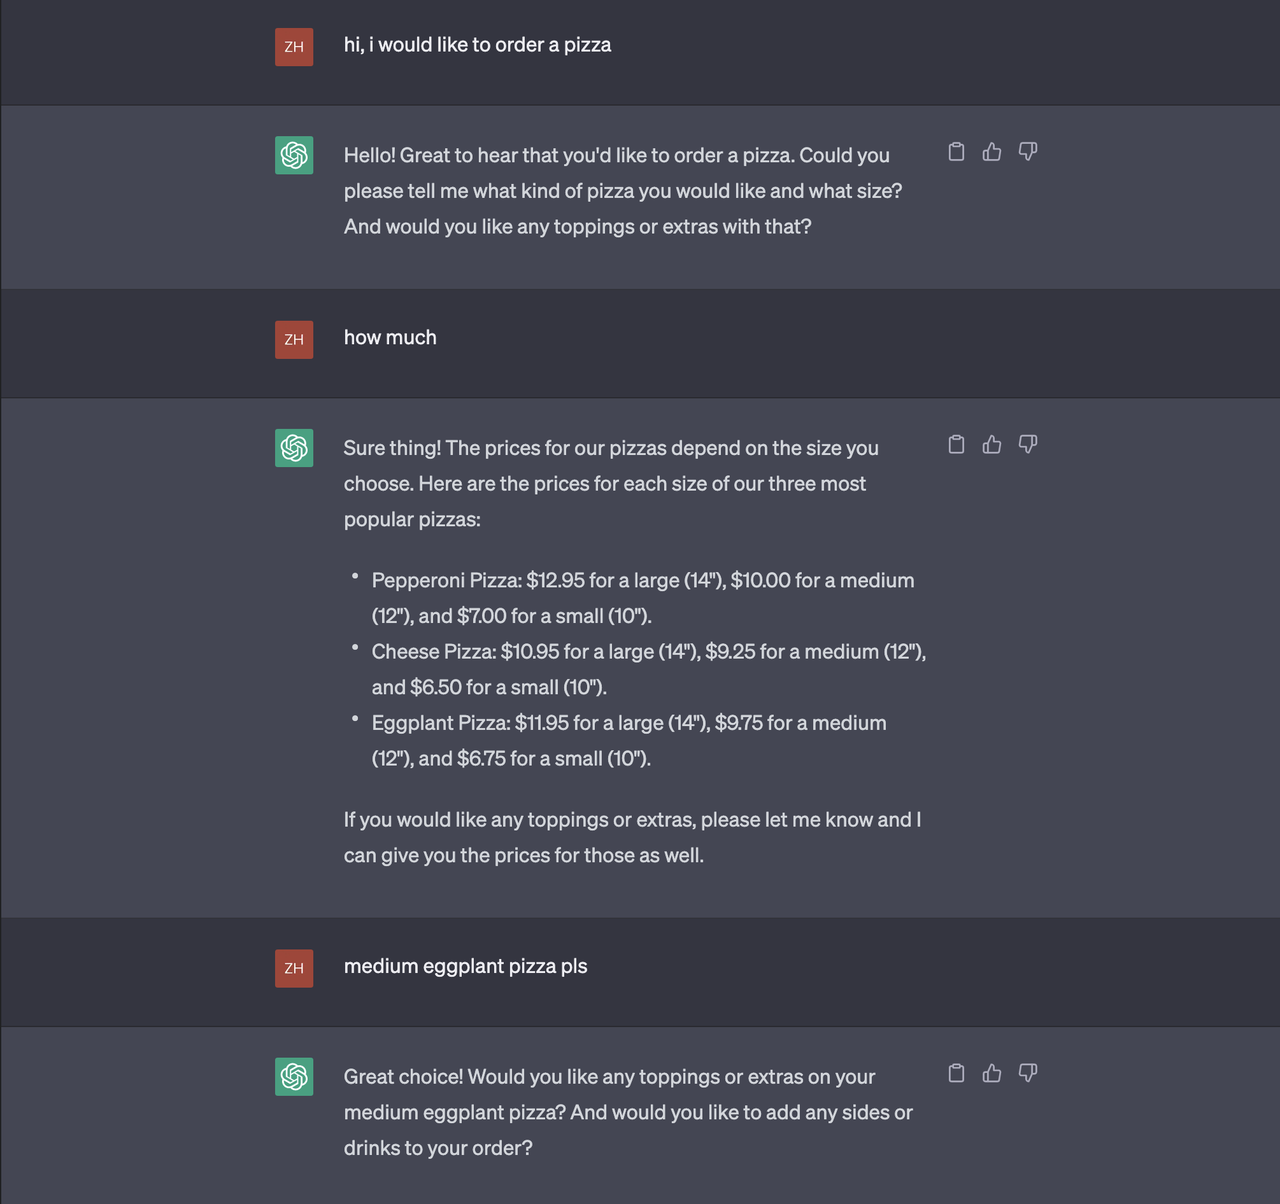 ZH
hi, i would like to order a pizza
Hello! Great to hear that you'd like to order a pizza. Could you
please tell me what kind of pizza you would like and what size?
And would you like any toppings or extras with that?
ZH
how much
Sure thing! The prices for our pizzas depend on the size you
choose. Here are the prices for each size of our three most
popular pizzas:
• Pepperoni Pizza: $12.95 for a large (14"), $10.00 for a medium
(12"), and $7.00 for a small (10").
• Cheese Pizza: $10.95 for a large (14"), $9.25 for a medium (12"),
and $6.50 for a small (10").
• Eggplant Pizza: $11.95 for a large (14"), $9.75 for a medium
(12"), and $6.75 for a small (10").
If you would like any toppings or extras, please let me know and I
can give you the prices for those as well.
ZH
medium eggplant pizza pls
Great choice! Would you like any toppings or extras on your
medium eggplant pizza? And would you like to add any sides or
drinks to your order?